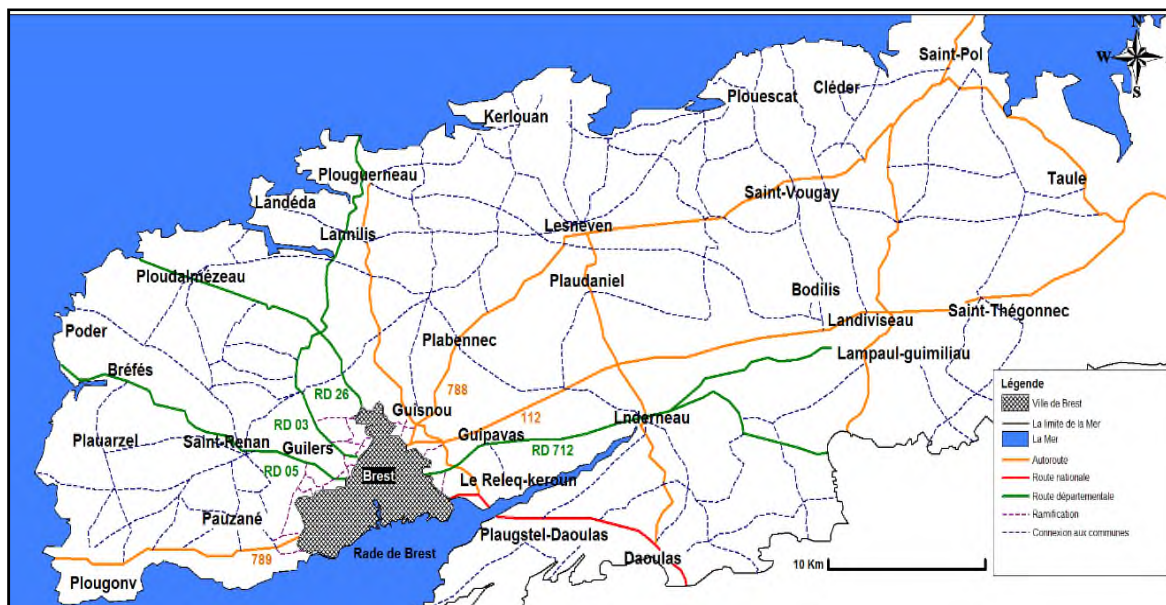 N
W
S
Saint-Pol
Cléder
Plouescat
Kerlouan
Plouguerneau
Landéda
Lannilis
Saint-Vougay
Taule
Lesneven
Ploudalmézeau
Plaudaniel
Bodilis
Saint-Thégonnec
Landiviseau
Poder
Plabennec
Lampaul-guimiliau
Bréfés
788
RD 26
Guisnou
112
Lnderneau
RD 03
Plauarzel
Saint-Renan
Guilers
Guipavas
RD 712
RD 05
Brest
Le Releq-keroun
Pauzané
Plaugstel-Daoulas
Rade de Brest
Daoulas
789
Plougonv
10 Km
Légende
Ville de Brest
La limite de la Mer
La Mer
Autoroute
Route nationale
Route départementale
Ramification
Connexion aux communes